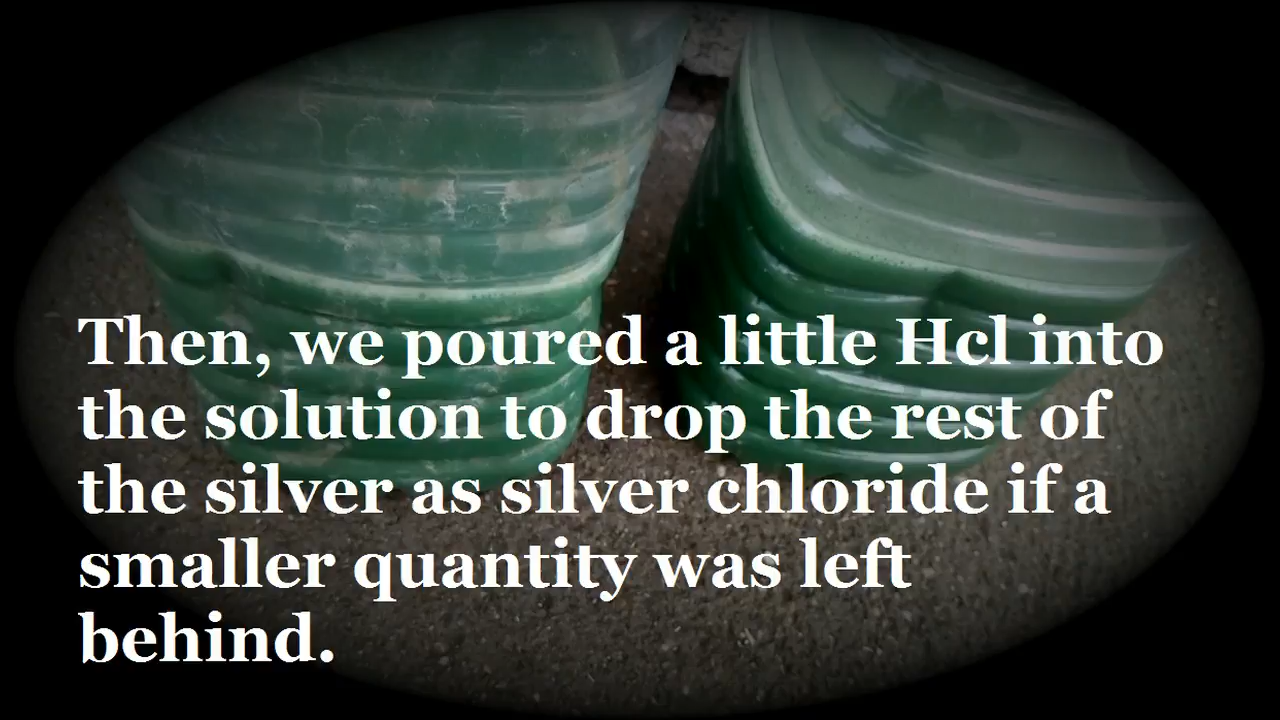 Then, we poured a little Hcl into
the solution to drop the rest of
the silver as silver chloride if a
smaller quantity was left
behind.